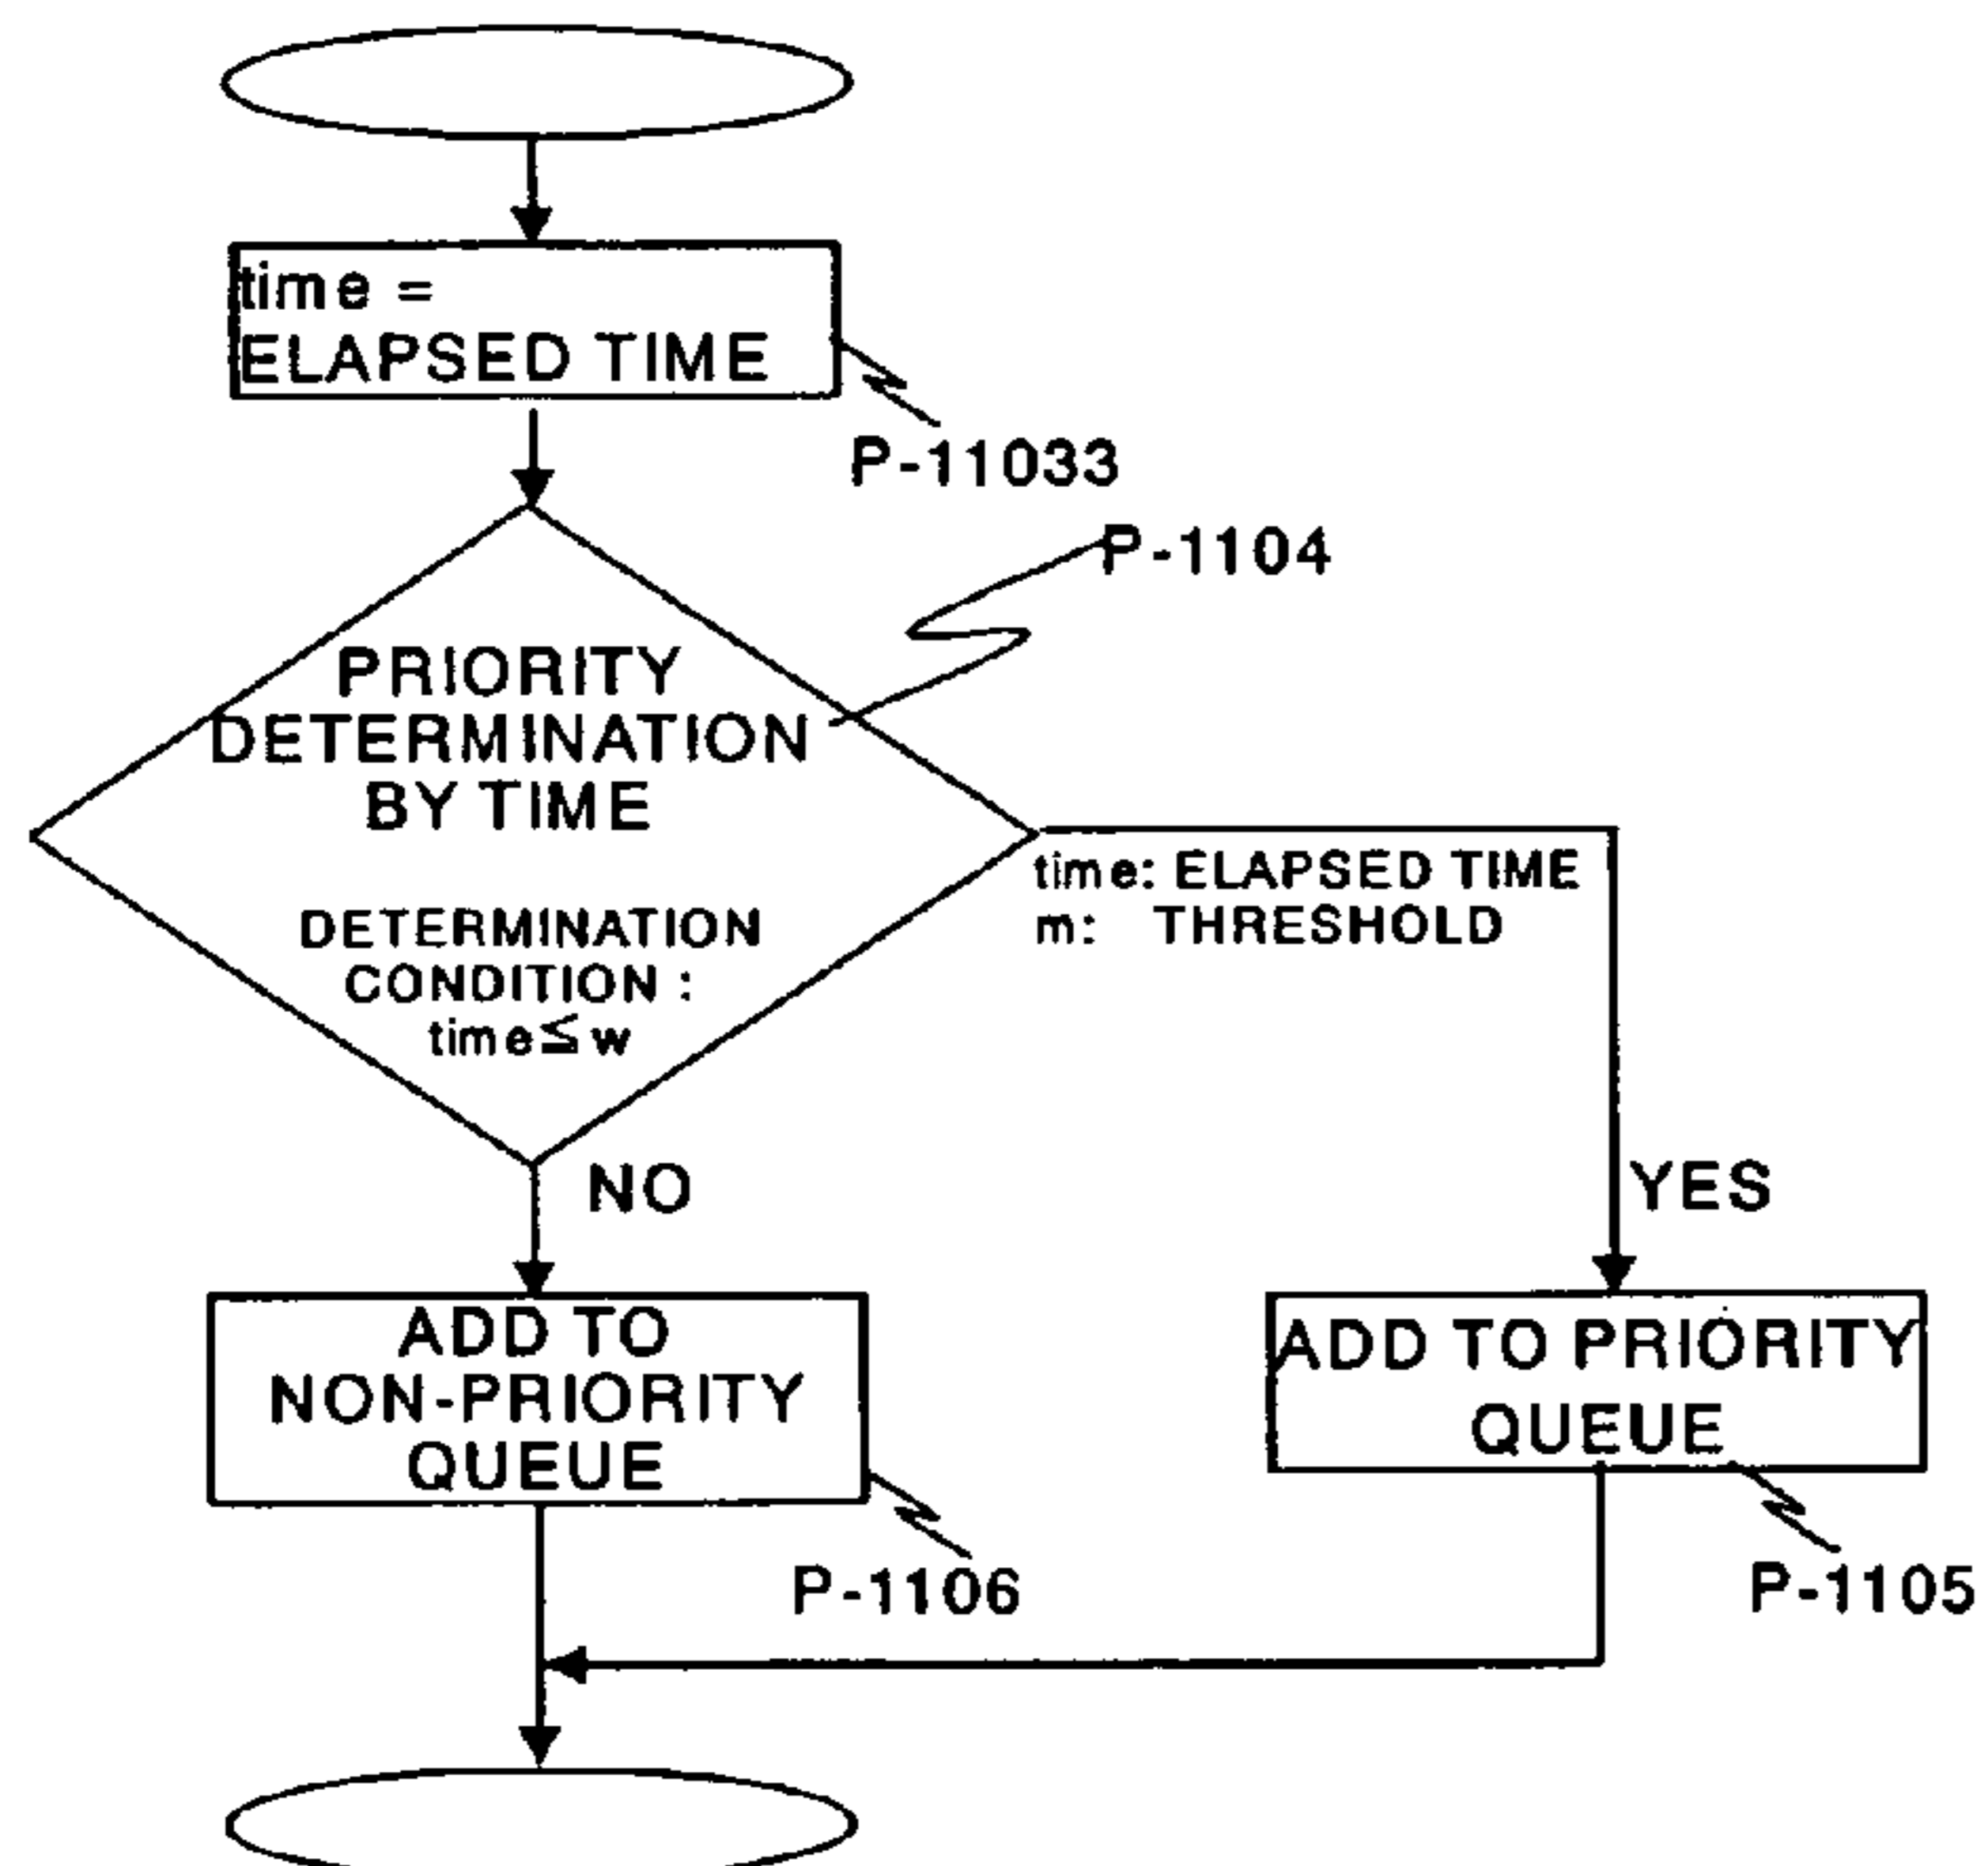 time =
ELAPSED TIME
P-11033
P-1104
PRIORITY
DETERMINATION
BY TIME
DETERMINATION
CONDITION :
time≦w
time: ELAPSED TIME
m: THRESHOLD
NO
YES
ADD TO
NON-PRIORITY
QUEUE
ADD TO PRIORITY
QUEUE
P-1106
P-1105